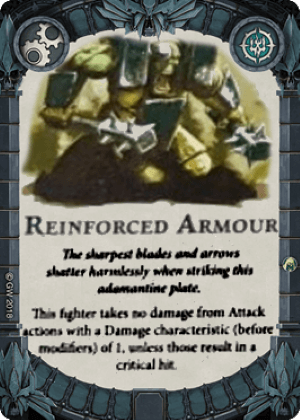 REINFORCED ARMOUR
The sharpest blades and arrows
shatter harmlessly when striking this
adamantine plate.
This fighter takes no damage from Attack
actions with a Damage characteristic (before
modifiers) of 1, unless those result in a
critical hit.
© GW 2018